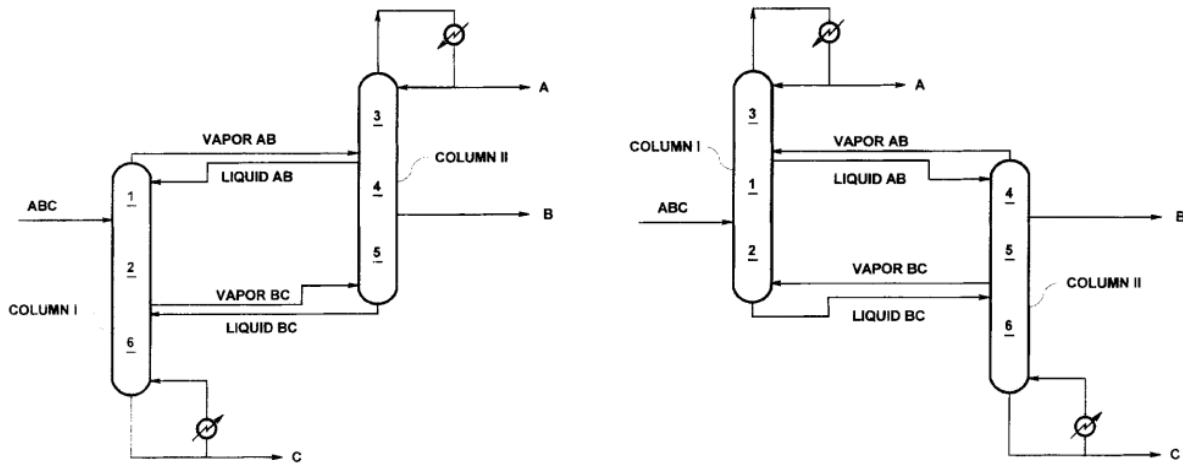 A
3
VAPOR AB
COLUMN II
LIQUID AB
1
4
ABC
B
2
5
VAPOR BC
COLUMN I
LIQUID BC
6
C
A
3
VAPOR AB
COLUMN I
LIQUID AB
1
4
ABC
B
2
5
VAPOR BC
COLUMN II
LIQUID BC
6
C